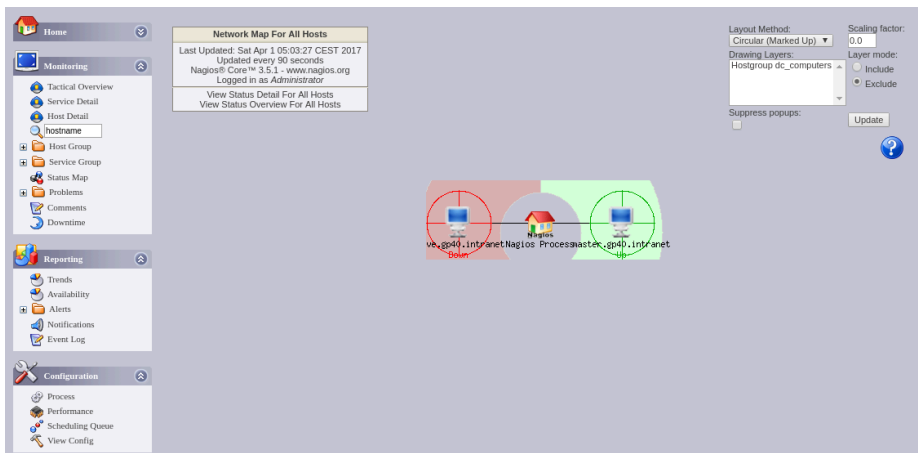 Home
Monitoring
Tactical Overview
Service Detail
Host Detail
hostname
Host Group
Service Group
Status Map
Problems
Comments
Downtime
Reporting
Trends
Availability
Alerts
Notifications
Event Log
Configuration
Process
Performance
Scheduling Queue
View Config
Network Map For All Hosts
Last Updated: Sat Apr 1 05:03:27 CEST 2017
Updated every 90 seconds
Nagios® Core™ 3.5.1 - www.nagios.org
Logged in as Administrator
View Status Detail For All Hosts
View Status Overview For All Hosts
Layout Method:
Circular (Marked Up)
Drawing Layers:
Hostgroup dc_computers
Suppress popups:
Scaling factor:
0.0
Layer mode:
Include
Exclude
Update
?
Nagios
ve.gp40.intranet Nagios Process master.gp40.intranet
Down Up